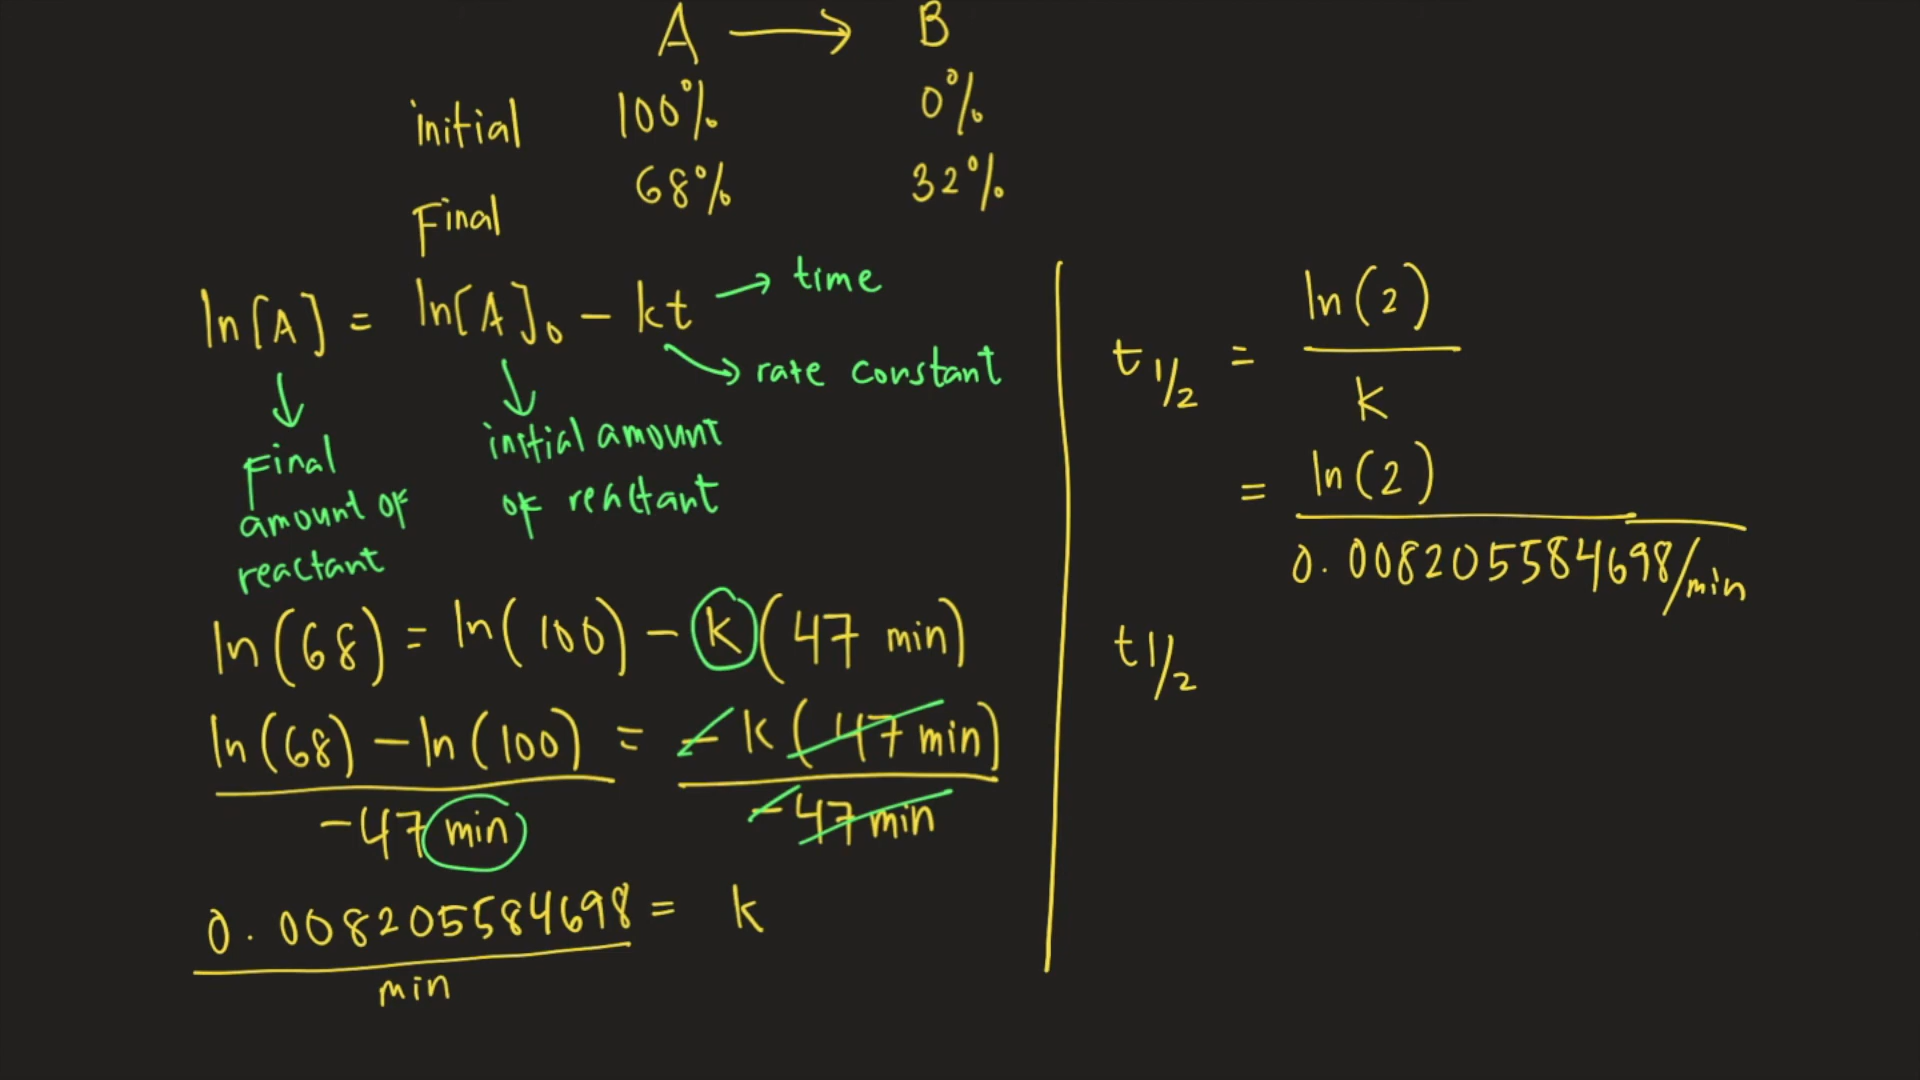 A → B
initial 100% 0%
Final 68% 32%
ln[A] = ln[A]₀ - kt → time
→ rate constant
Final amount of reactant
initial amount of reactant
ln(68) = ln(100) - k(47 min)
ln(68) - ln(100) = - k(47 min)
-47 min -47 min
0.008205584698 = k
min
t 1/2 = ln(2)
k
= ln(2)
0.008205584698/min
t 1/2